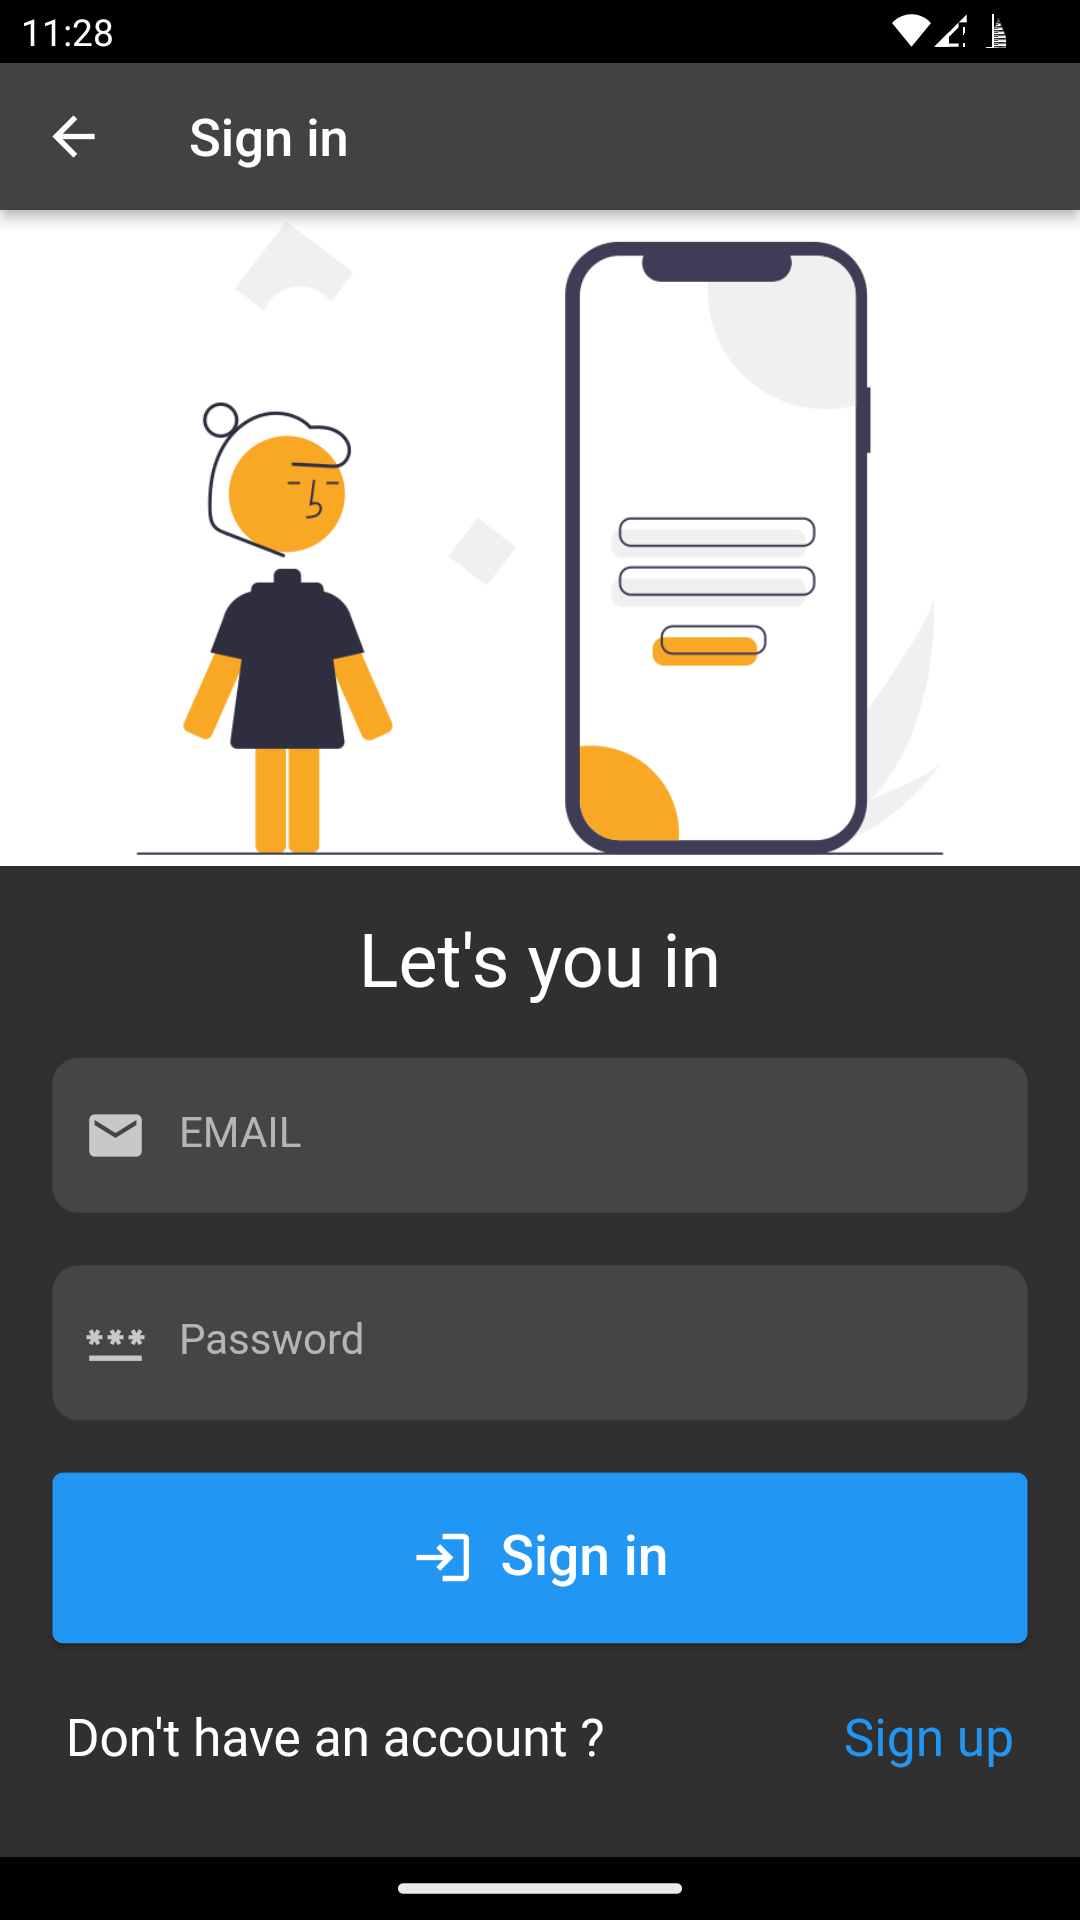 11:28
Sign in
Let's you in
EMAIL
*** Password
Sign in
Don't have an account ?
Sign up